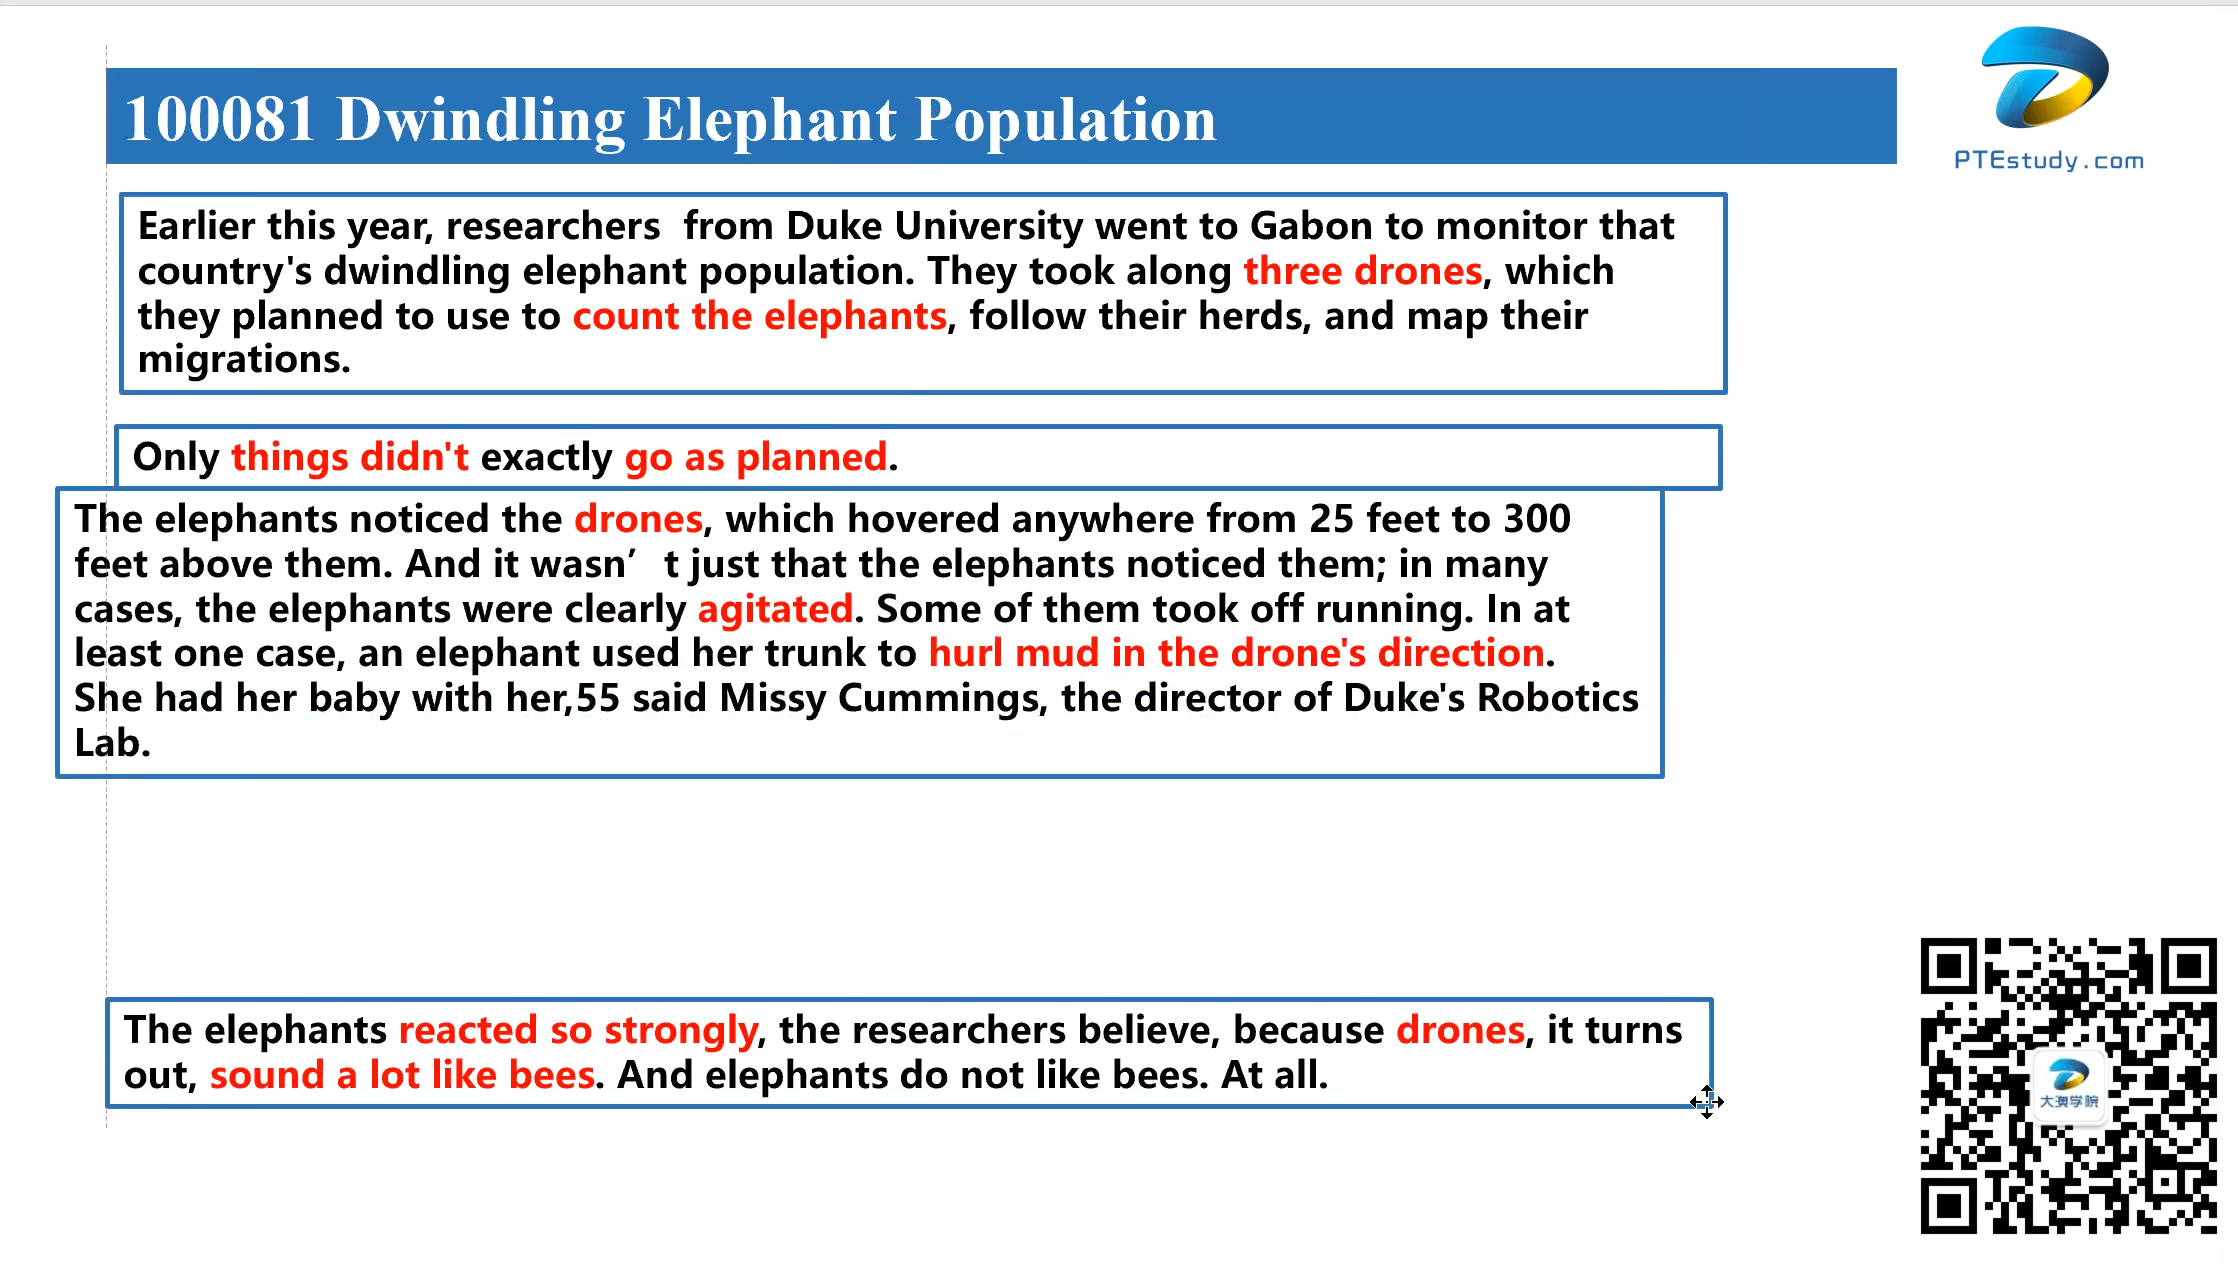 100081 Dwindling Elephant Population
PTEstudy.com
Earlier this year, researchers  from Duke University went to Gabon to monitor that
country's dwindling elephant population. They took along three drones, which
they planned to use to count the elephants, follow their herds, and map their
migrations.
Only things didn't exactly go as planned.
The elephants noticed the drones, which hovered anywhere from 25 feet to 300
feet above them. And it wasn’ t just that the elephants noticed them; in many
cases, the elephants were clearly agitated. Some of them took off running. In at
least one case, an elephant used her trunk to hurl mud in the drone's direction.
She had her baby with her,55 said Missy Cummings, the director of Duke's Robotics
Lab.
The elephants reacted so strongly, the researchers believe, because drones, it turns
out, sound a lot like bees. And elephants do not like bees. At all.
大澳学院